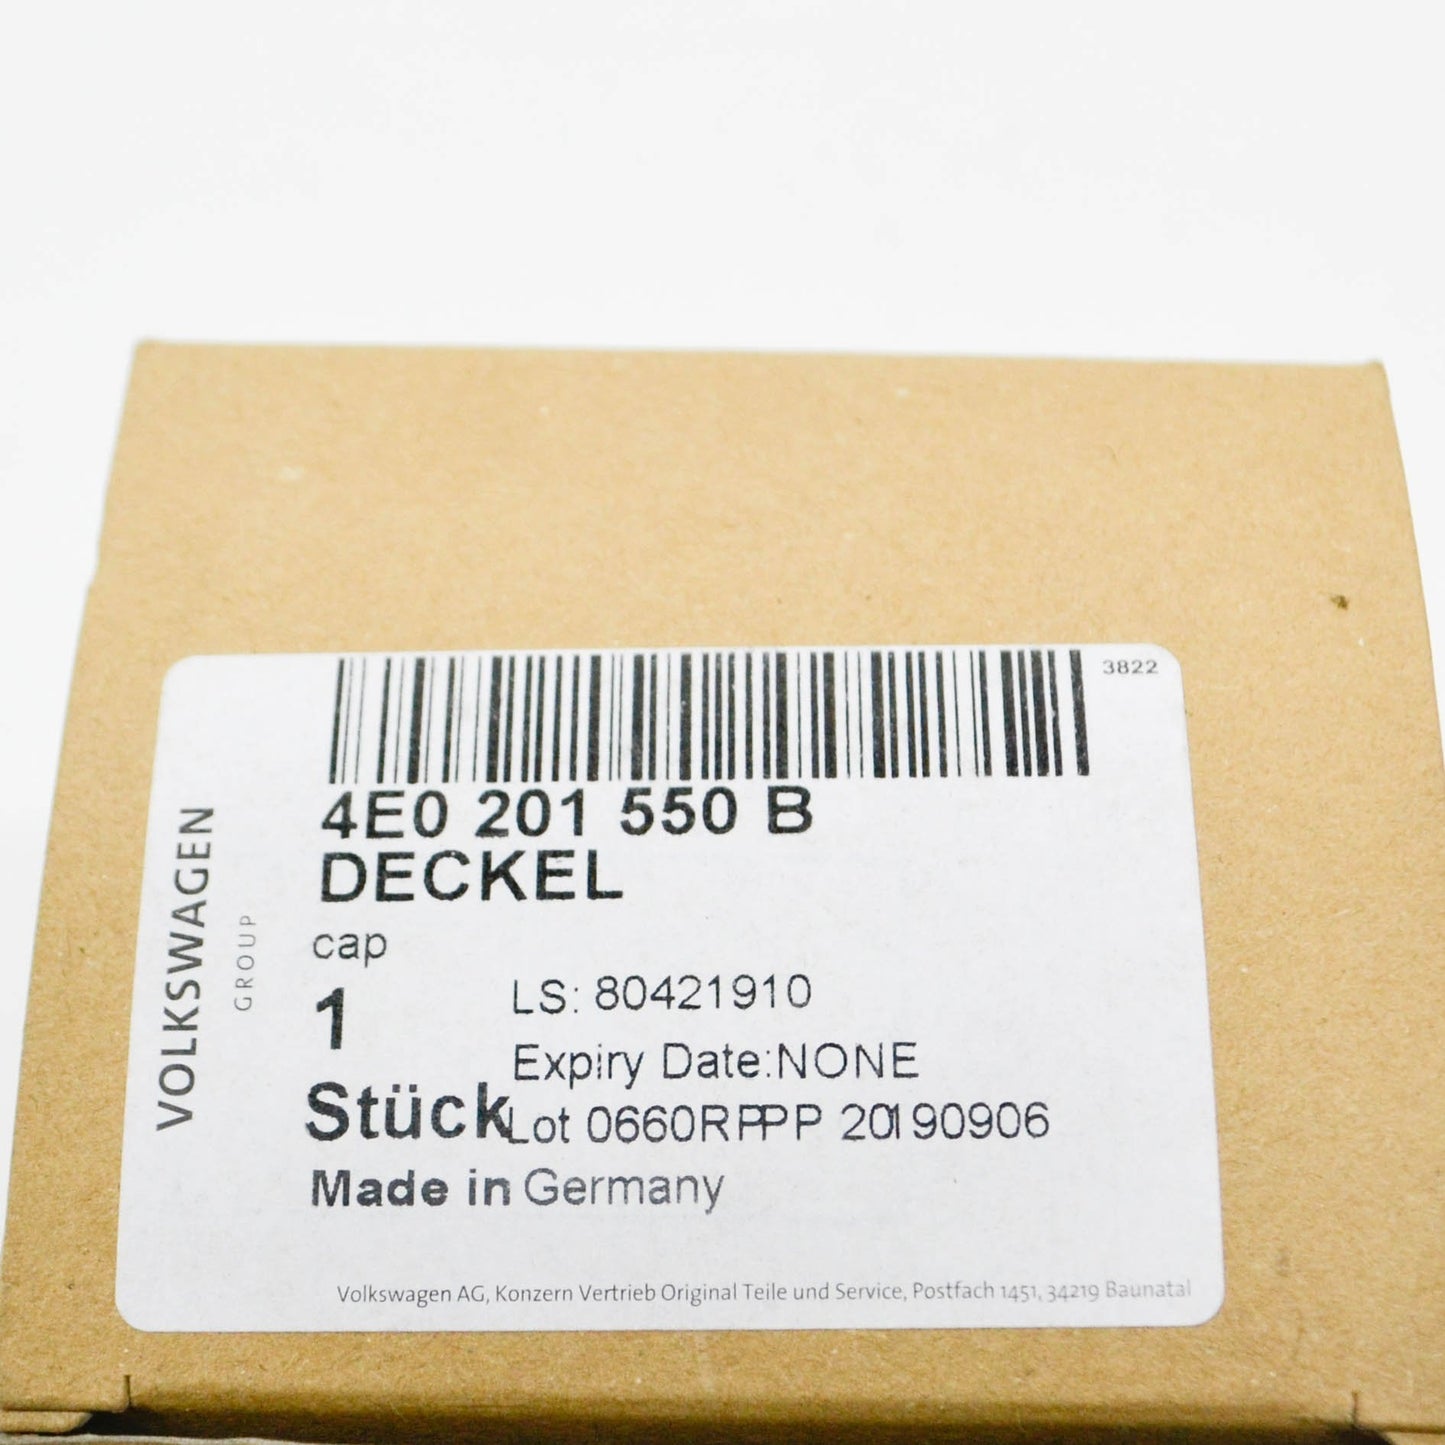 3822
4E0 201 550 B
DECKEL
cap
1
LS: 80421910
Expiry Date:NONE
Stück
Lot 0660RPPP 20190906
Made in Germany
Volkswagen AG, Konzern Vertrieb Original Teile und Service, Postfach 1451, 34219 Baunatal
VOLKSWAGEN
GROUP